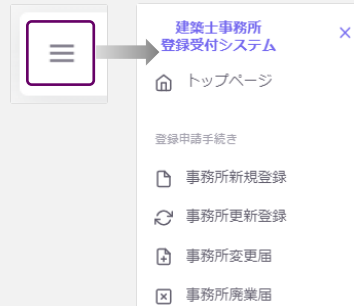 建築士事務所
登録受付システム
トップページ
登録申請手続き
事務所新規登録
事務所更新登録
事務所変更届
事務所廃業届